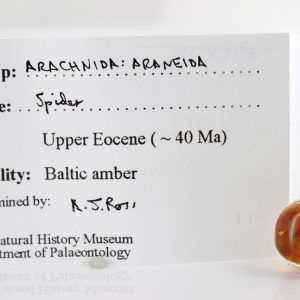 p: ARACHNIDA: ARANEIDA
e: Spider
Upper Eocene (~ 40 Ma)
lity: Baltic amber
mined by: A. J. Ross
atural History Museum
tment of Palaeontology